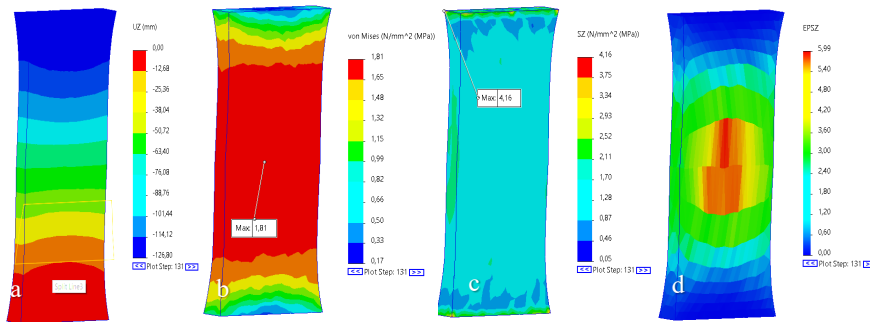 UZ (mm)
0,00
-12,68
-25,36
-38,04
-50,72
-63,40
-76,08
-88,76
-101,44
-114,12
-126,80
<< Plot Step: 131 >>
Split Line3
a
von Mises (N/mm^2 (MPa))
1,81
1,65
1,48
1,32
1,15
0,99
0,82
0,66
0,50
0,33
0,17
<< Plot Step: 131 >>
Max: 1,81
b
SZ (N/mm^2 (MPa))
4,16
3,75
3,34
2,93
2,52
2,11
1,70
1,28
0,87
0,46
0,05
<< Plot Step: 131 >>
Max: 4,16
c
EPSZ
5,99
5,40
4,80
4,20
3,60
3,00
2,40
1,80
1,20
0,60
0,00
<< Plot Step: 131 >>
d